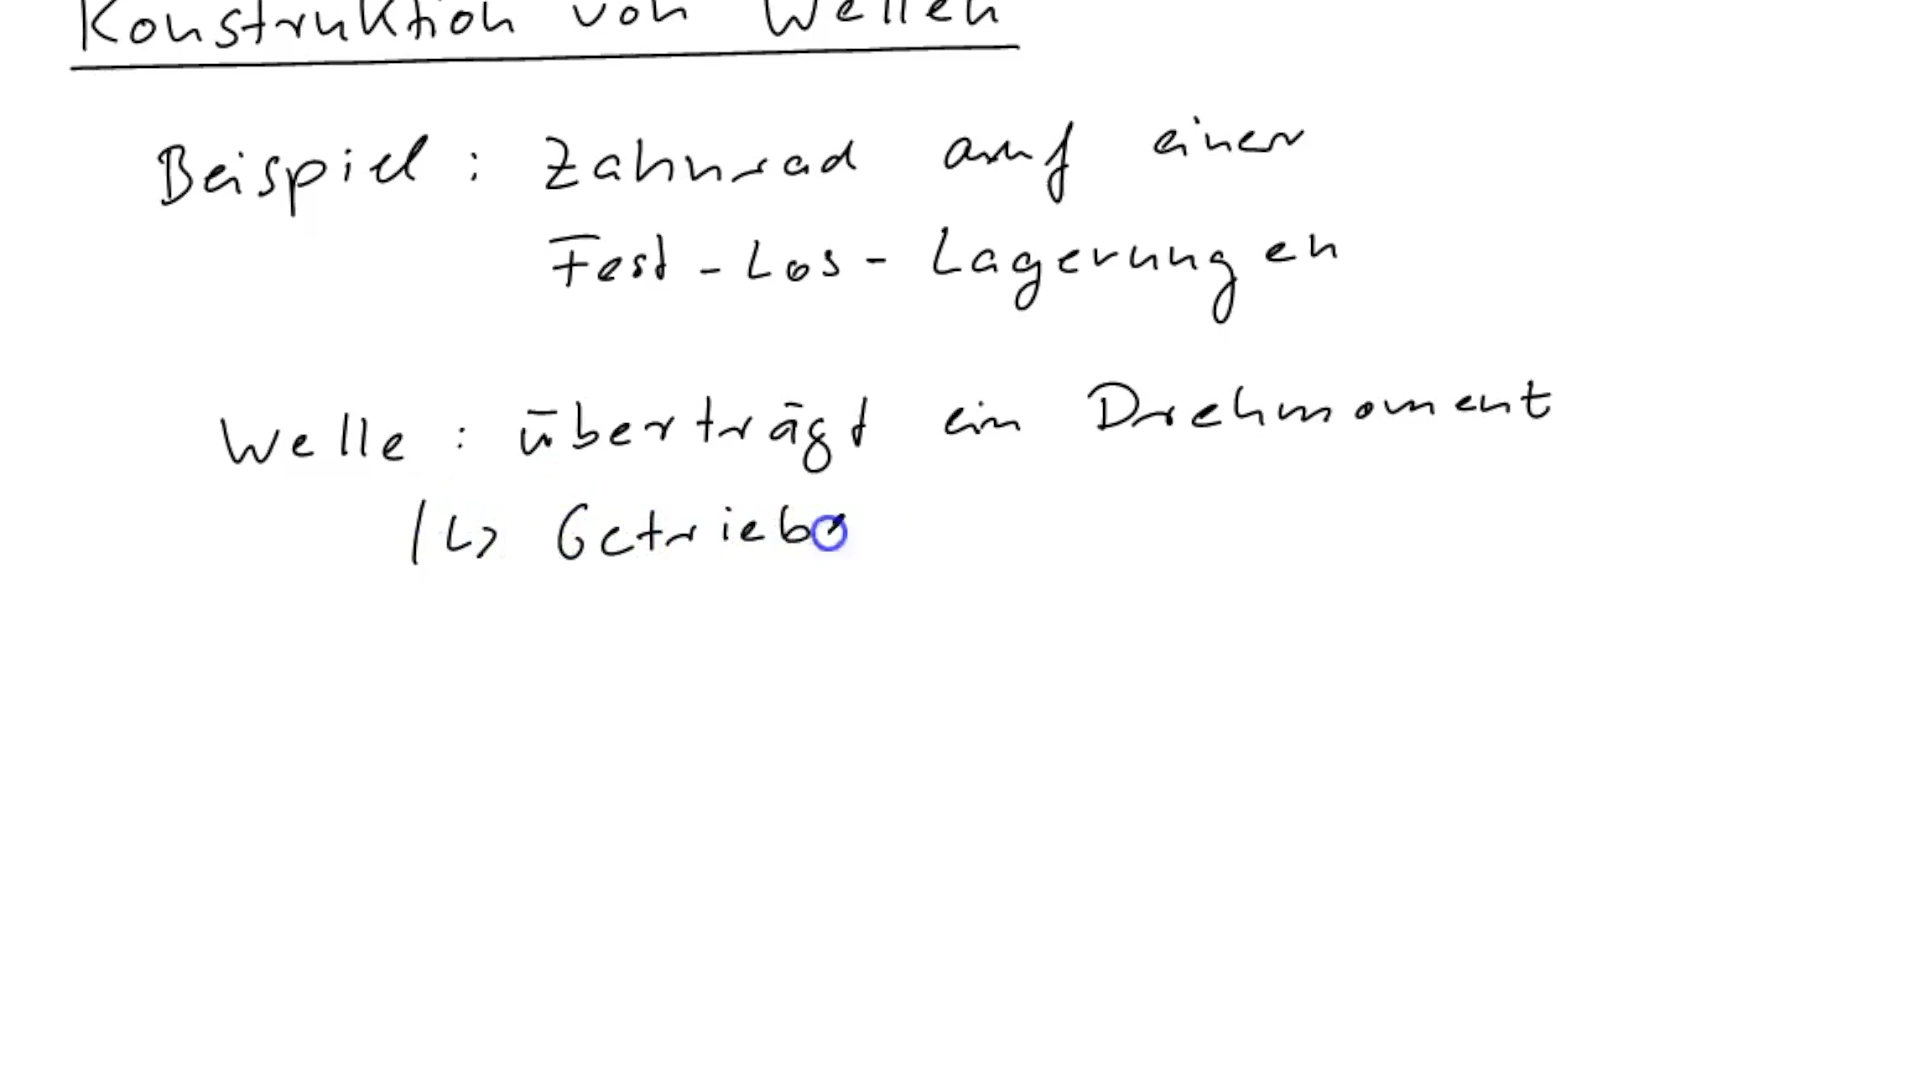 Konstruktion von Wellen
Beispiel : Zahnrad auf einer
Fest - Los - Lagerungen
Welle : überträgt ein Drehmoment
|↳ Getriebe